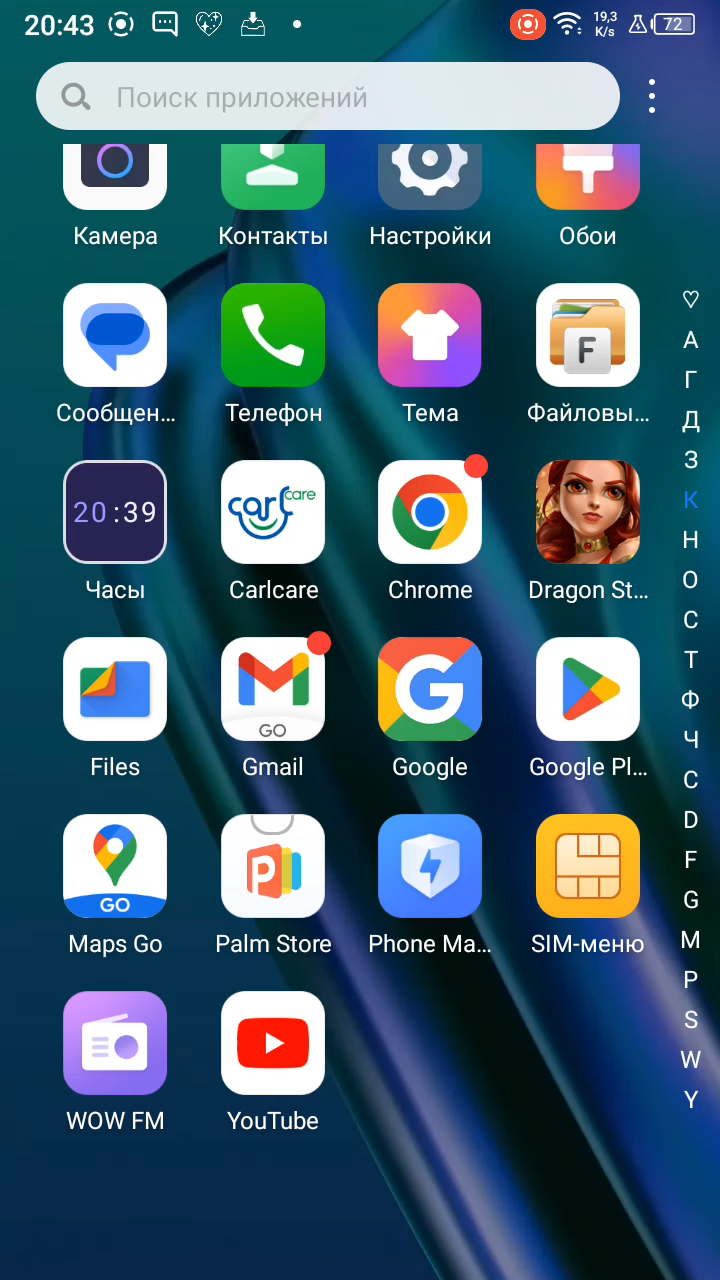 20:43
19,3
K/s
72
Поиск приложений
Камера
Контакты
Настройки
Обои
F
Сообщен...
Телефон
Тема
Файловы...
20:39
carlcare
Часы
Carlcare
Chrome
Dragon St...
GO
G
Files
Gmail
Google
Google Pl...
GO
P
Maps Go
Palm Store
Phone Ma...
SIM-меню
WOW FM
YouTube
А
Г
Д
З
К
Н
О
С
Т
Ф
Ч
C
D
F
G
M
P
S
W
Y